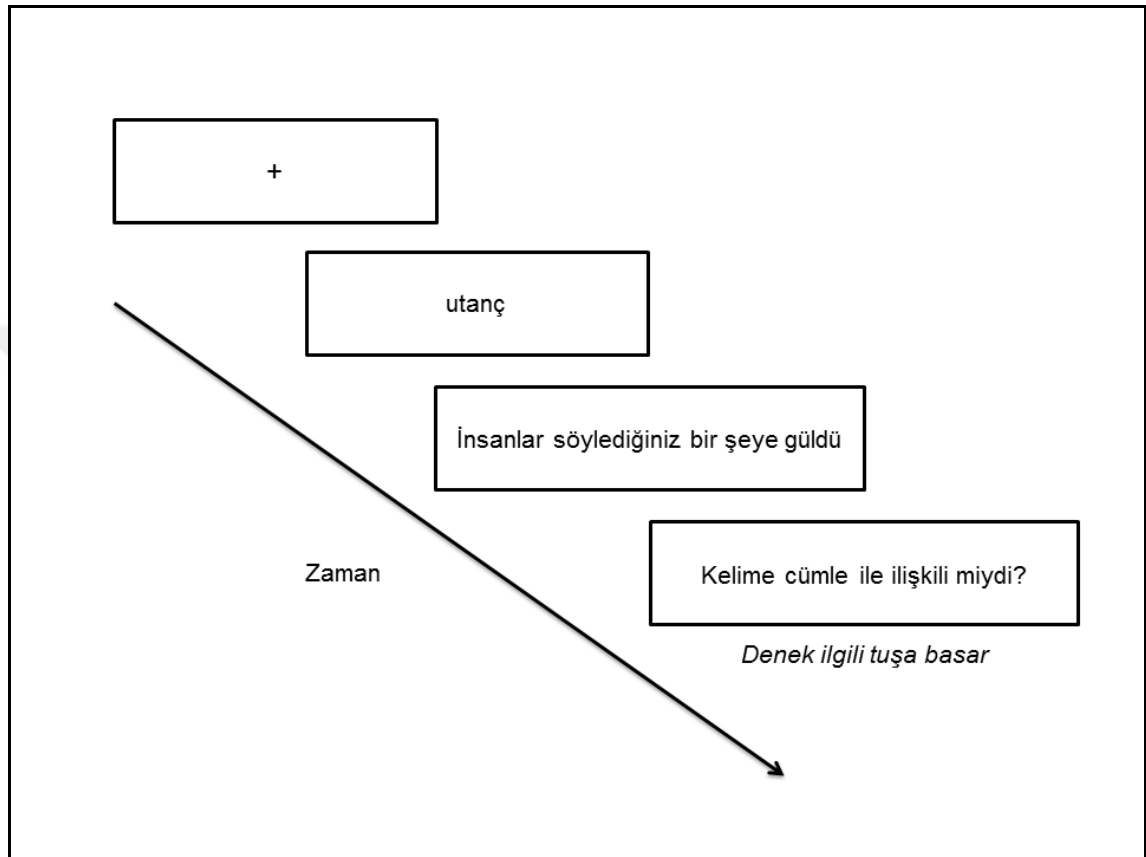 +
utanç
İnsanlar söylediğiniz bir şeye güldü
Kelime cümle ile ilişkili miydi?
Zaman
Denek ilgili tuşa basar